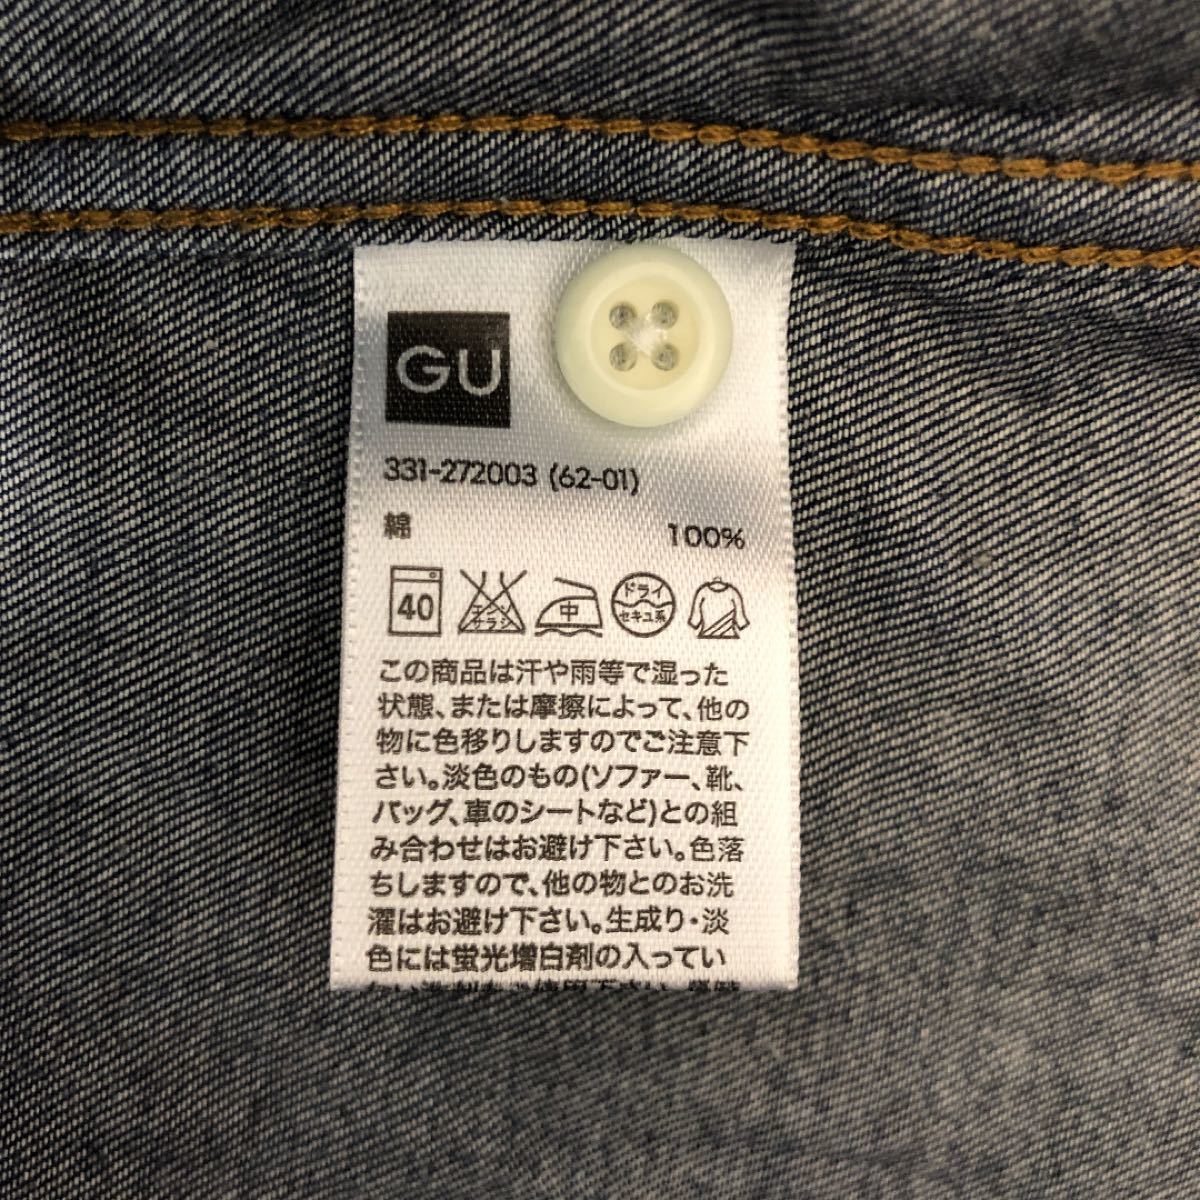 GU
331-272003 (62-01)
綿 100%
40 エンソ サラシ 中 ドライ セキユ系
この商品は汗や雨等で湿った
状態、または摩擦によって、他の
物に色移りしますのでご注意下
さい。淡色のもの(ソファー、靴、
バッグ、車のシートなど)との組
み合わせはお避け下さい。色落
ちしますので、他の物とのお洗
濯はお避け下さい。生成り・淡
色には蛍光増白剤の入ってい